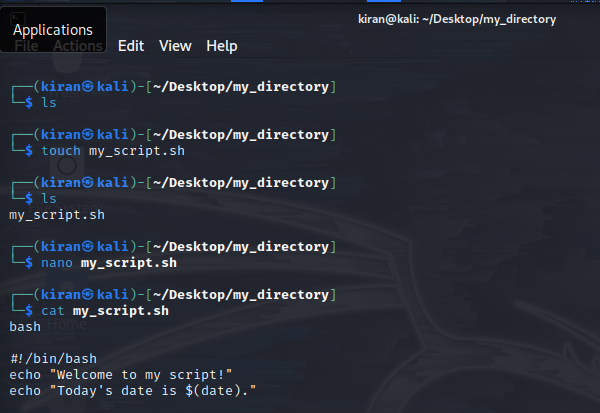 kiran@kali: ~/Desktop/my_directory
Applications
File Actions Edit View Help
┌──(kiran㉿kali)-[~/Desktop/my_directory]
└─$ ls
┌──(kiran㉿kali)-[~/Desktop/my_directory]
└─$ touch my_script.sh
┌──(kiran㉿kali)-[~/Desktop/my_directory]
└─$ ls
my_script.sh
┌──(kiran㉿kali)-[~/Desktop/my_directory]
└─$ nano my_script.sh
┌──(kiran㉿kali)-[~/Desktop/my_directory]
└─$ cat my_script.sh
Home
bash
#!/bin/bash
echo "Welcome to my script!"
echo "Today's date is $(date)."